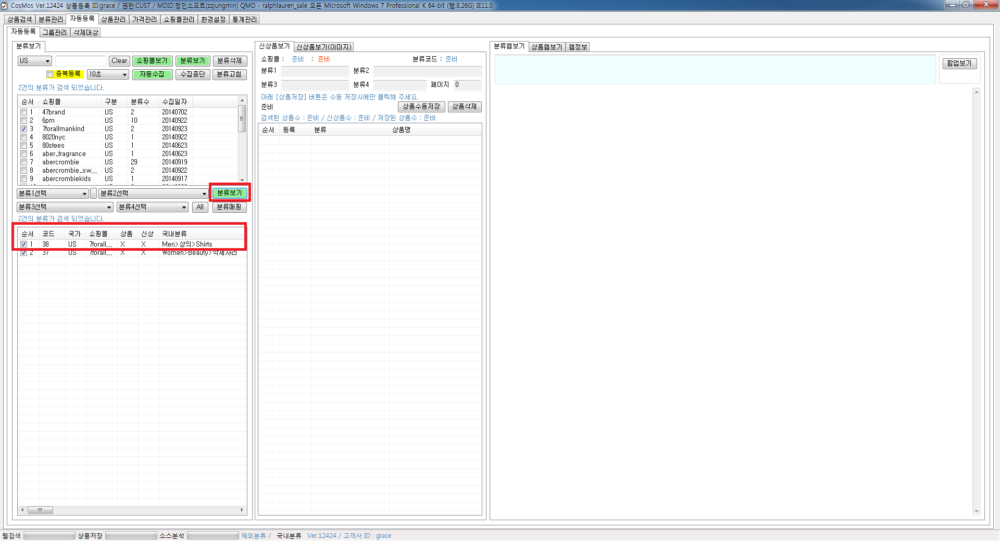 CosMos Ver.12424 상품등록 ID:grace / 권한:CUST / MDID:정민소프트(zzjungmin) QMO - ralphlauren_sale 오픈 Microsoft Windows 7 Professional K 64-bit (램:8.26G) IE11.0
상품검색 분류관리 자동등록 상품관리 가격관리 쇼핑몰관리 환경설정 통계관리
자동등록 그룹관리 삭제대상
분류보기
US Clear 쇼핑몰보기 분류보기 분류삭제
중복등록 10초 자동수집 수집중단 분류고침
2건의 분류가 검색 되었습니다.
순서 쇼핑몰 구분 분류수 수집일자
1 47brand US 2 20140702
2 6pm US 10 20140922
3 7forallmankind US 2 20140923
4 8020nyc US 1 20140922
5 80stees US 1 20140623
6 aber_fragrance US 1 20140623
7 abercrombie US 29 20140919
8 abercrombie_sw... US 2 20140922
9 abercrombiekids US 1 20140917
분류1선택 분류2선택 분류보기
분류3선택 분류4선택 All 분류매핑
2건의 분류가 검색 되었습니다.
순서 코드 국가 쇼핑몰 상품 신상 국내분류
1 38 US 7forall... X X Men>상의>Shirts
2 37 US 7forall... X X Women>Beauty>악세사리
신상품보기 신상품보기(이미지)
쇼핑몰 : 준비 : 준비 분류코드 : 준비
분류1 분류2
분류3 분류4 페이지 0
아래 [상품저장] 버튼은 수동 저장시에만 클릭해 주세요.
준비 상품수동저장 상품삭제
검색된 상품수 : 준비 / 신상품수 : 준비 / 저장된 상품수 : 준비
순서 등록 분류 상품명
분류웹보기 상품웹보기 웹정보
팝업보기
웹검색 상품저장 소스분석 해외분류 / 국내분류 Ver.12424 / 고객사 ID : grace